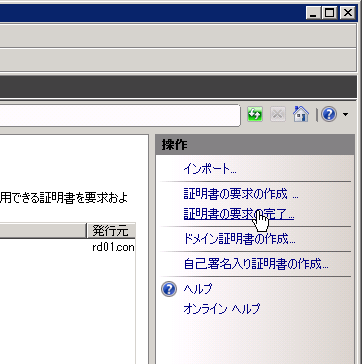 操作
インポート...
証明書の要求の作成 ...
用できる証明書を要求およ
証明書の要求の完了...
発行元
ドメイン証明書の作成...
rd01.con
自己署名入り証明書の作成...
ヘルプ
オンライン ヘルプ